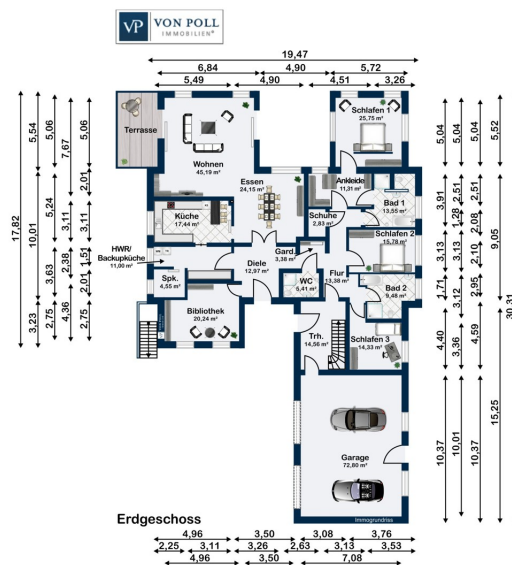 VP VON POLL
IMMOBILIEN®
19,47
6,84 4,90 5,72
5,49 4,90 4,51 3,26
17,82
5,54 10,01 3,23
5,06 5,24 3,63 2,75
7,67 3,11 2,38 4,36
5,06 2,01 3,11 1,51 2,01 2,75
Terrasse
Wohnen
45,19 m²
Essen
24,15 m²
Küche
17,44 m²
HWR/
Backupküche
11,00 m²
Spk.
4,55 m²
Diele
12,97 m²
Bibliothek
20,24 m²
Schlafen 1
25,75 m²
Ankleide
11,31 m²
Schuhe
2,83 m²
Bad 1
13,55 m²
Gard.
3,38 m²
WC
6,41 m²
Flur
13,38 m²
Schlafen 2
15,78 m²
Bad 2
9,48 m²
Trh.
14,56 m²
Schlafen 3
14,33 m²
Garage
72,80 m²
5,04 3,91 3,13 1,71 4,40 10,37
5,04 2,51 1,28 3,13 3,12 3,36 10,01
5,04 2,51 2,08 2,10 2,95 4,59 10,37
5,52 9,05 15,25
30,31
Immogrundriss
Erdgeschoss
4,96 3,50 3,08 3,76
2,25 3,11 3,26 2,63 3,13 3,53
4,96 3,50 7,08